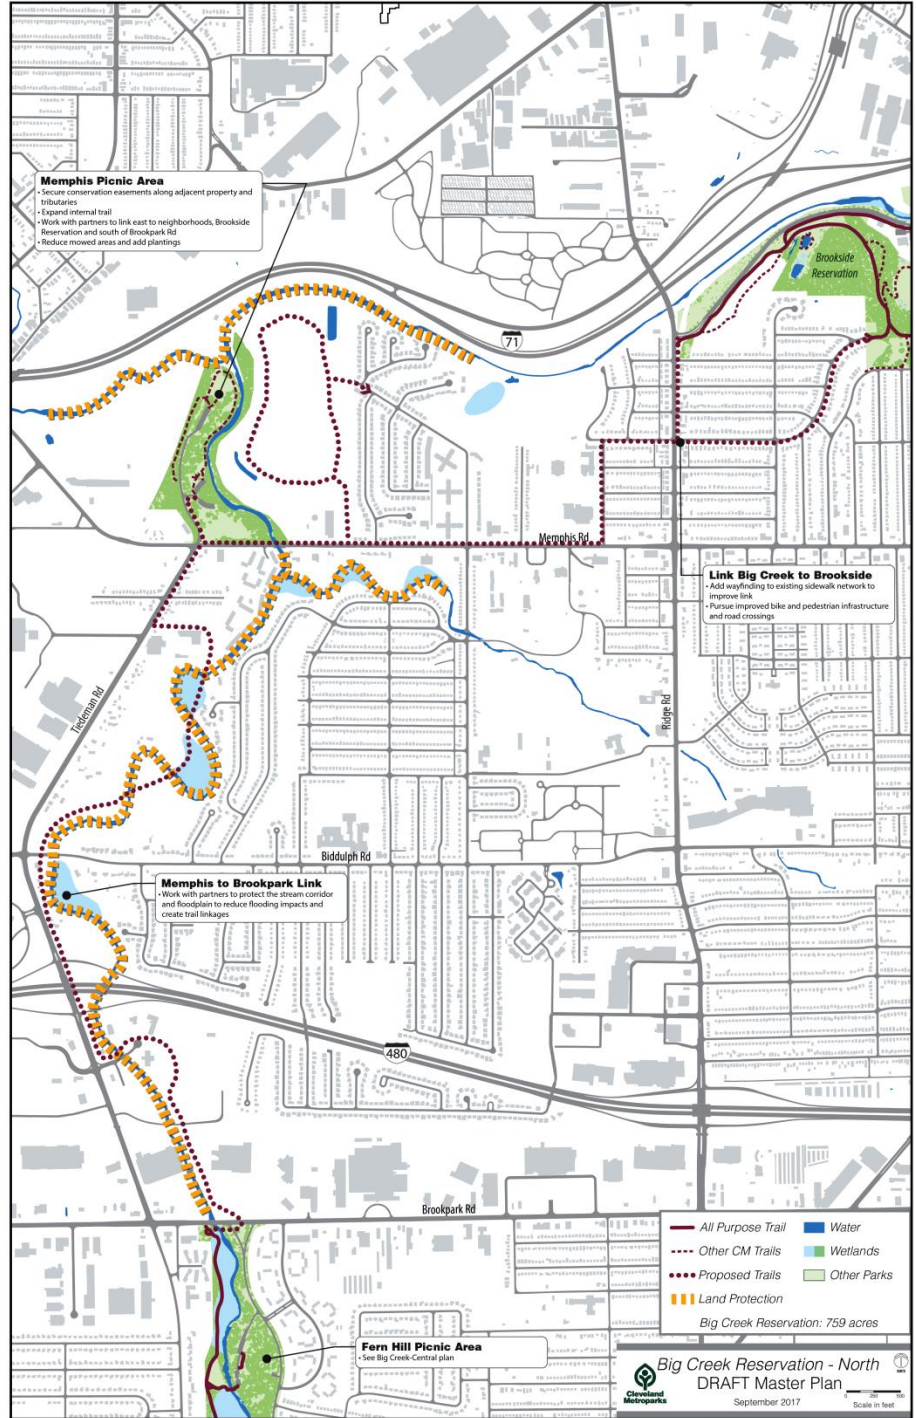 Memphis Picnic Area
• Secure conservation easements along adjacent property and
tributaries
• Expand internal trail
• Work with partners to link east to neighborhoods, Brookside
Reservation and south of Brookpark Rd
• Reduce mowed areas and add plantings
Brookside
Reservation
71
Memphis Rd
Link Big Creek to Brookside
• Add wayfinding to existing sidewalk network to
improve link
• Pursue improved bike and pedestrian infrastructure
and road crossings
Tiedeman Rd
Ridge Rd
Biddulph Rd
Memphis to Brookpark Link
• Work with partners to protect the stream corridor
and floodplain to reduce flooding impacts and
create trail linkages
480
Brookpark Rd
All Purpose Trail
Water
Other CM Trails
Wetlands
Proposed Trails
Other Parks
Land Protection
Big Creek Reservation: 759 acres
Fern Hill Picnic Area
• See Big Creek-Central plan
Cleveland
Metroparks
Big Creek Reservation - North
DRAFT Master Plan
September 2017
0 250 500
Scale in feet